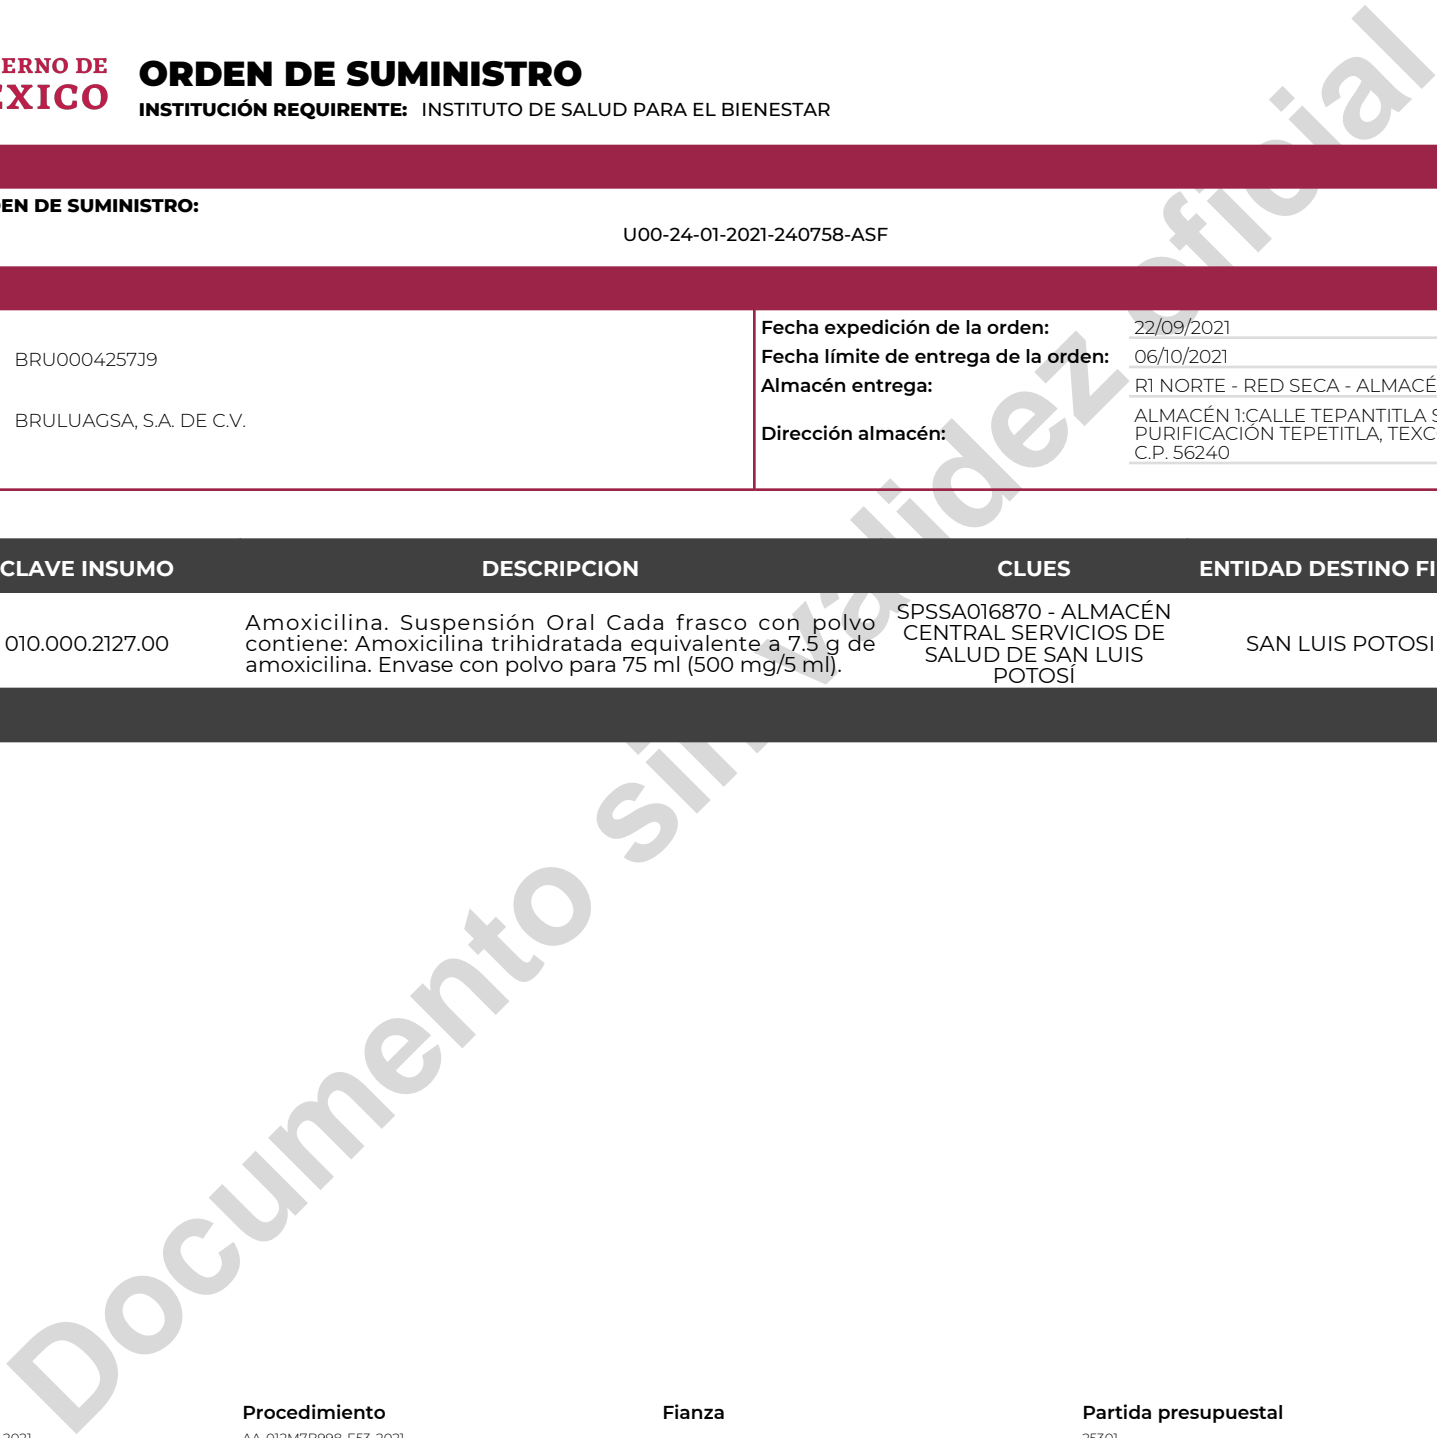 ERNO DE
ÉXICO
ORDEN DE SUMINISTRO
INSTITUCIÓN REQUIRENTE: INSTITUTO DE SALUD PARA EL BIENESTAR
EN DE SUMINISTRO:
U00-24-01-2021-240758-ASF
BRU0004257J9
BRULUAGSA, S.A. DE C.V.
Fecha expedición de la orden: 22/09/2021
Fecha límite de entrega de la orden: 06/10/2021
Almacén entrega: R1 NORTE - RED SECA - ALMACÉ
Dirección almacén: ALMACÉN 1:CALLE TEPANTITLA S
PURIFICACIÓN TEPETITLA, TEXC
C.P. 56240
CLAVE INSUMO DESCRIPCION CLUES ENTIDAD DESTINO FI
010.000.2127.00
Amoxicilina. Suspensión Oral Cada frasco con polvo
contiene: Amoxicilina trihidratada equivalente a 7.5 g de
amoxicilina. Envase con polvo para 75 ml (500 mg/5 ml).
SPSSA016870 - ALMACÉN
CENTRAL SERVICIOS DE
SALUD DE SAN LUIS
POTOSÍ
SAN LUIS POTOSI
Documento sin validez oficial
Procedimiento Fianza Partida presupuestal